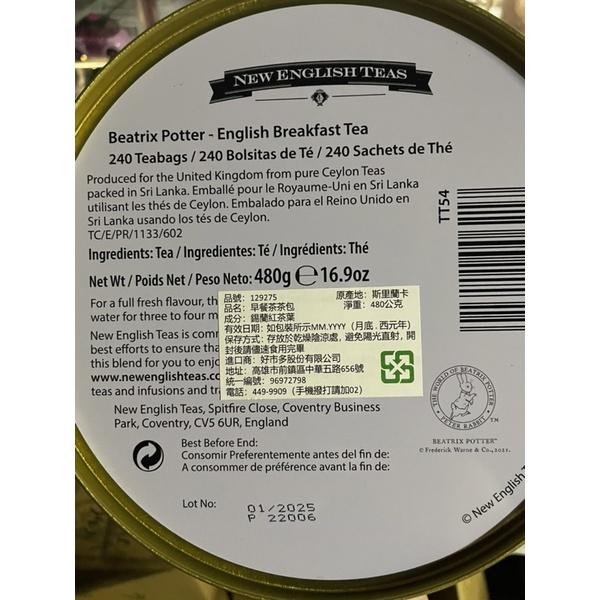 NEW ENGLISH TEAS
Beatrix Potter - English Breakfast Tea
240 Teabags / 240 Bolsitas de Té / 240 Sachets de Thé
Produced for the United Kingdom from pure Ceylon Teas
packed in Sri Lanka. Emballé pour le Royaume-Uni en Sri Lanka
utilisant les thés de Ceylon. Embalado para el Reino Unido en
Sri Lanka usando los tés de Ceylon.
TC/E/PR/1133/602
TT54
Ingredients: Tea / Ingredientes: Té / Ingrédients: Thé
Net Wt / Poids Net / Peso Neto: 480g ℮ 16.9oz
For a full fresh flavour, th
water for three to four m
New English Teas is comm
best efforts to ensure tha
this blend for you to enjo
www.newenglishteas.co
teas and infusions and tra
品號: 129275 原產地: 斯里蘭卡
品名: 早餐茶茶包 淨重: 480公克
成分: 錫蘭紅茶葉
有效日期: 如包裝所示MM.YYYY (月底.西元年)
保存方式: 存放於乾燥陰涼處, 避免陽光直射, 開
封後請儘速食用完畢
進口商: 好市多股份有限公司
地址: 高雄市前鎮區中華五路656號
統一編號: 96972798
電話: 449-9909 (手機撥打請加02)
New English Teas, Spitfire Close, Coventry Business
Park, Coventry, CV5 6UR, England
THE WORLD OF BEATRIX POTTER
PETER RABBIT
TM
BEATRIX POTTER™
© Frederick Warne & Co., 2021.
Best Before End:
Consomir Preferentemente antes del fin de:
A consommer de préférence avant la fin de:
Lot No: 01/2025
P 22006
© New English T